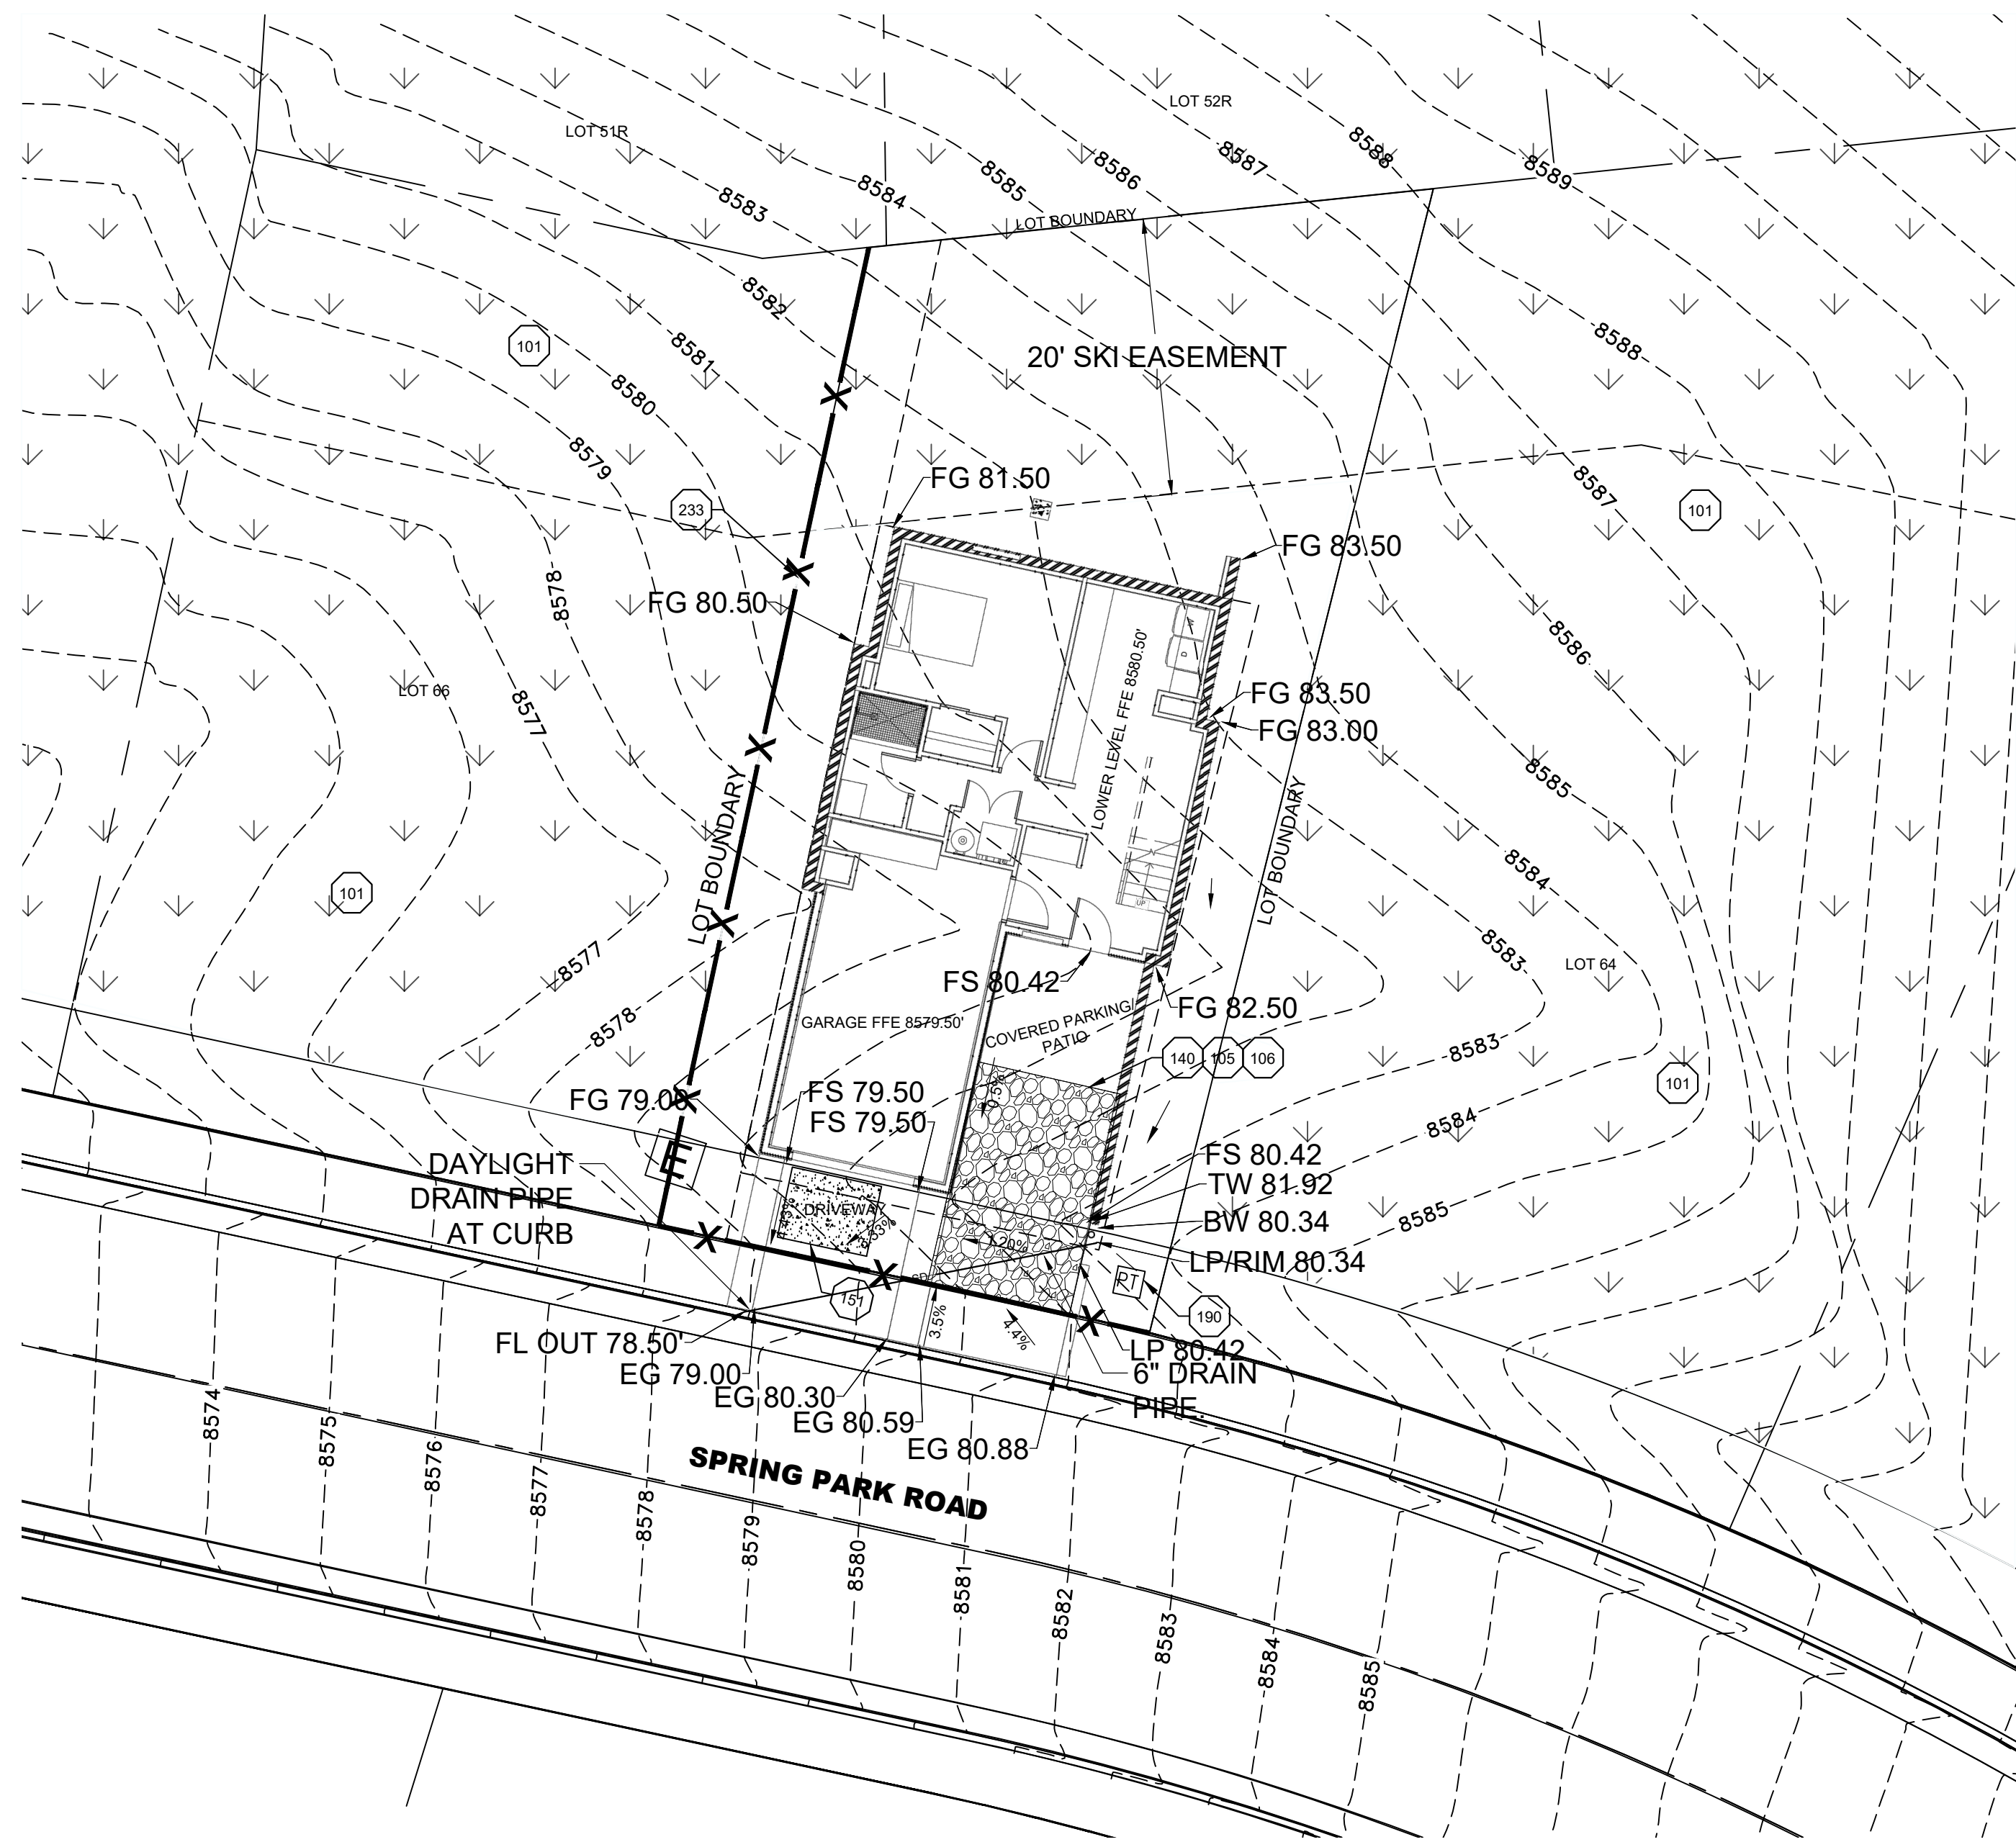 LOT 52R
LOT 51R
8588
8587
8589
8586
8585
8584
8583
LOT BOUNDARY
8582
8588
101
8581
20' SKI EASEMENT
8580
8579
FG 81.50
8587
233
101
FG 83.50
8578
FG 80.50
W
8586
D
LOWER LEVEL FFE 8580.50'
LOT 66
8577
FG 83.50
FG 83.00
8585
LOT BOUNDARY
LOT BOUNDARY
8584
101
UP
8577
8583
LOT 64
FS 80.42
FG 82.50
8578
GARAGE FFE 8579.50'
COVERED PARKING/
PATIO
8583
140
105
106
101
FG 79.00
FS 79.50
0.5%
FS 79.50
8584
E
DAYLIGHT
DRAIN PIPE
AT CURB
FS 80.42
TW 81.92
BW 80.34
DRIVEWAY
8585
1.20%
LP/RIM 80.34
PT
151
190
3.5%
4.4%
FL OUT 78.50'
LP 80.42
EG 79.00
6" DRAIN
PIPE.
EG 80.30
EG 80.59
EG 80.88
8574
8575
8576
8577
8578
8579
8580
8581
8582
8583
8584
8585
SPRING PARK ROAD